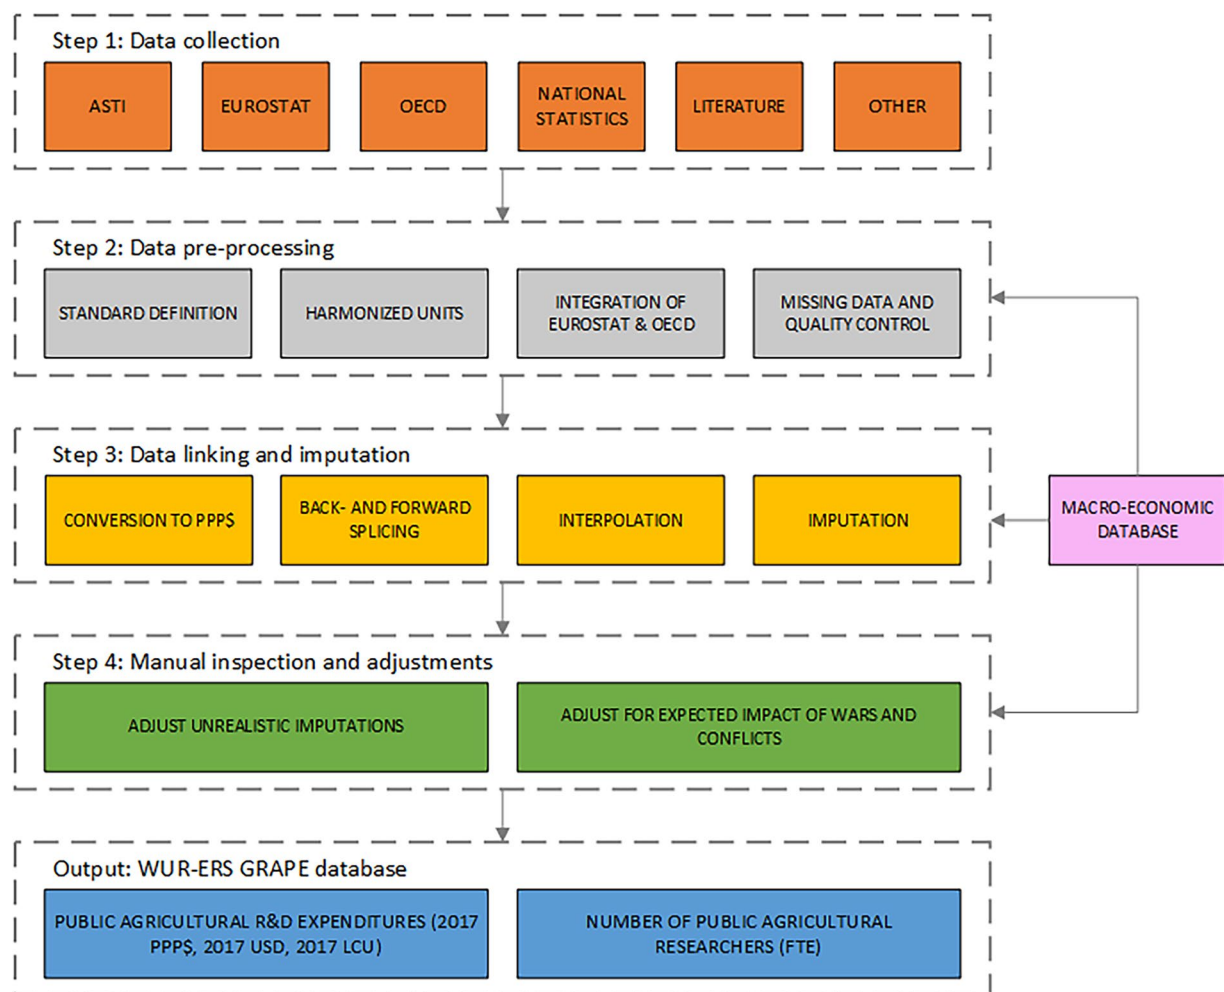 Step 1: Data collection
ASTI
EUROSTAT
OECD
NATIONAL
STATISTICS
LITERATURE
OTHER
Step 2: Data pre-processing
STANDARD DEFINITION
HARMONIZED UNITS
INTEGRATION OF
EUROSTAT & OECD
MISSING DATA AND
QUALITY CONTROL
Step 3: Data linking and imputation
CONVERSION TO PPP$
BACK- AND FORWARD
SPLICING
INTERPOLATION
IMPUTATION
MACRO-ECONOMIC
DATABASE
Step 4: Manual inspection and adjustments
ADJUST UNREALISTIC IMPUTATIONS
ADJUST FOR EXPECTED IMPACT OF WARS AND
CONFLICTS
Output: WUR-ERS GRAPE database
PUBLIC AGRICULTURAL R&D EXPENDITURES (2017
PPP$, 2017 USD, 2017 LCU)
NUMBER OF PUBLIC AGRICULTURAL
RESEARCHERS (FTE)